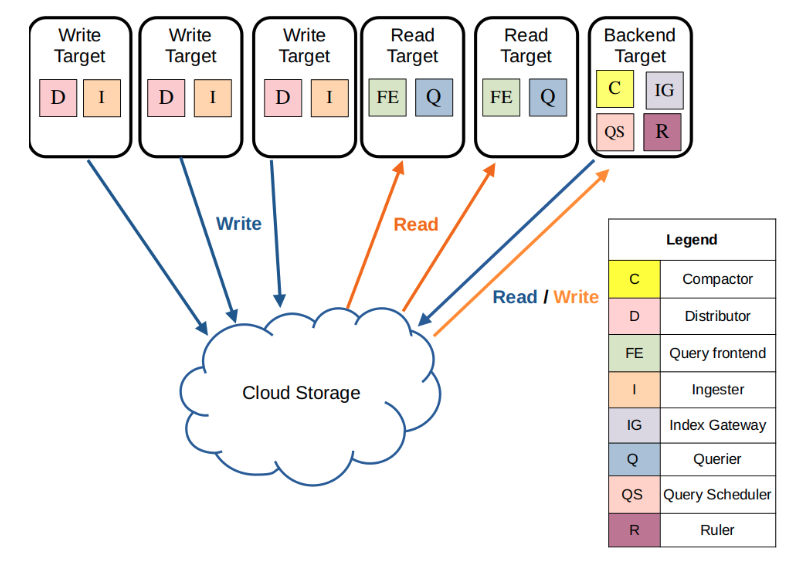 Write
Target
Write
Target
Write
Target
Read
Target
Read
Target
Backend
Target
D I
D I
D I
FE Q
FE Q
C IG
QS R
Write
Read
Read / Write
Cloud Storage
Legend
C Compactor
D Distributor
FE Query frontend
I Ingester
IG Index Gateway
Q Querier
QS Query Scheduler
R Ruler